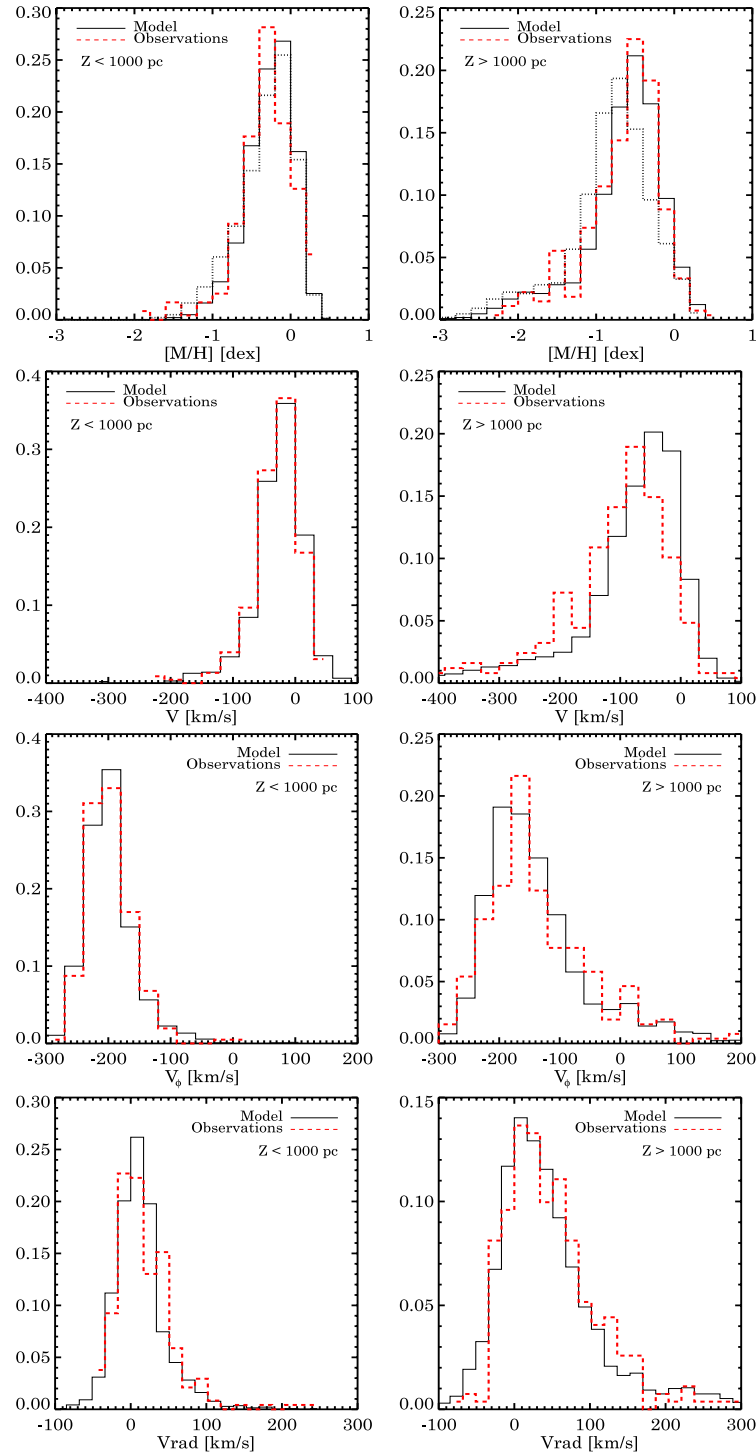 0.30
Model
Observations
Z < 1000 pc
0.25
0.20
0.15
0.10
0.05
0.00
-3 -2 -1 0 1
[M/H] [dex]
0.25
Model
Observations
Z > 1000 pc
0.20
0.15
0.10
0.05
0.00
-3 -2 -1 0 1
[M/H] [dex]
0.4
Model
Observations
Z < 1000 pc
0.3
0.2
0.1
0.0
-400 -300 -200 -100 0 100
V [km/s]
0.25
Model
Observations
Z > 1000 pc
0.20
0.15
0.10
0.05
0.00
-400 -300 -200 -100 0 100
V [km/s]
0.4
Model
Observations
Z < 1000 pc
0.3
0.2
0.1
0.0
-300 -200 -100 0 100 200
Vϕ [km/s]
0.25
Model
Observations
Z > 1000 pc
0.20
0.15
0.10
0.05
0.00
-300 -200 -100 0 100 200
Vϕ [km/s]
0.30
Model
Observations
Z < 1000 pc
0.25
0.20
0.15
0.10
0.05
0.00
-100 0 100 200 300
Vrad [km/s]
0.15
Model
Observations
Z > 1000 pc
0.10
0.05
0.00
-100 0 100 200 300
Vrad [km/s]